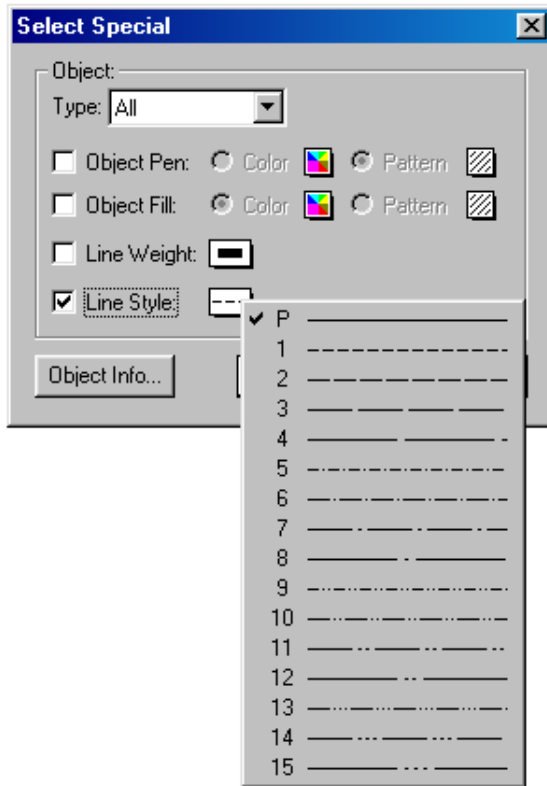 Select Special
Object:
Type: All
Object Pen: Color Pattern
Object Fill: Color Pattern
Line Weight:
Line Style:
Object Info...
P
1
2
3
4
5
6
7
8
9
10
11
12
13
14
15